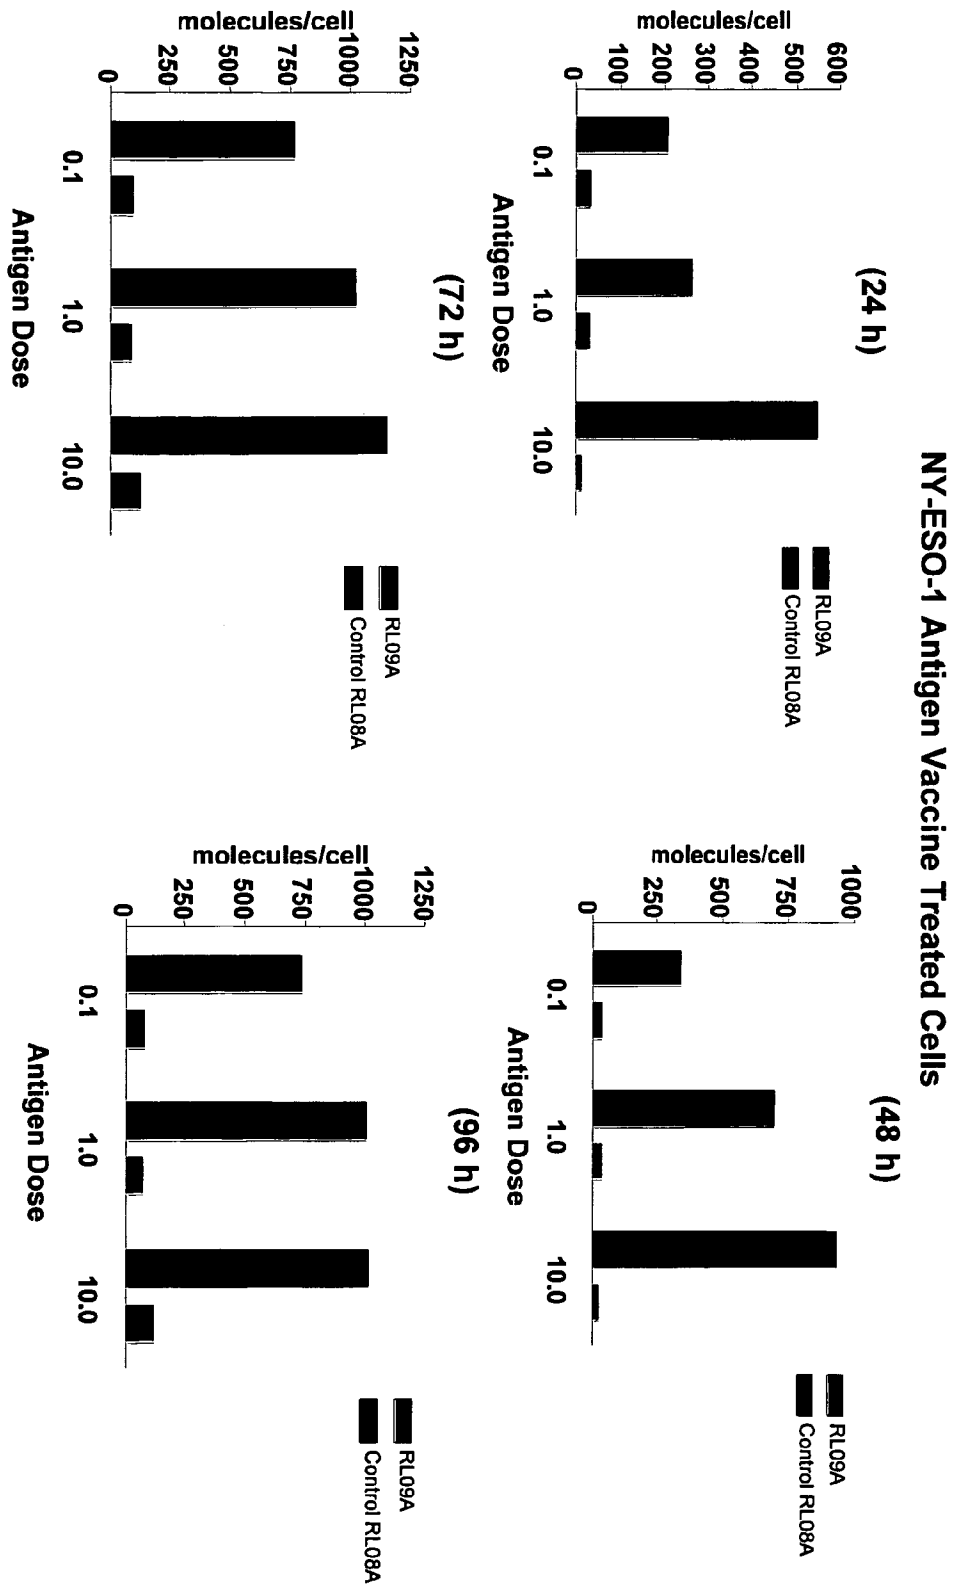 NY-ESO-1 Antigen Vaccine Treated Cells
(24 h)
molecules/cell
600
500
400
300
200
100
0
0.1
1.0
10.0
Antigen Dose
RL09A
Control RL08A
(48 h)
molecules/cell
1000
750
500
250
0
0.1
1.0
10.0
Antigen Dose
RL09A
Control RL08A
(72 h)
molecules/cell
1250
1000
750
500
250
0
0.1
1.0
10.0
Antigen Dose
RL09A
Control RL08A
(96 h)
molecules/cell
1250
1000
750
500
250
0
0.1
1.0
10.0
Antigen Dose
RL09A
Control RL08A